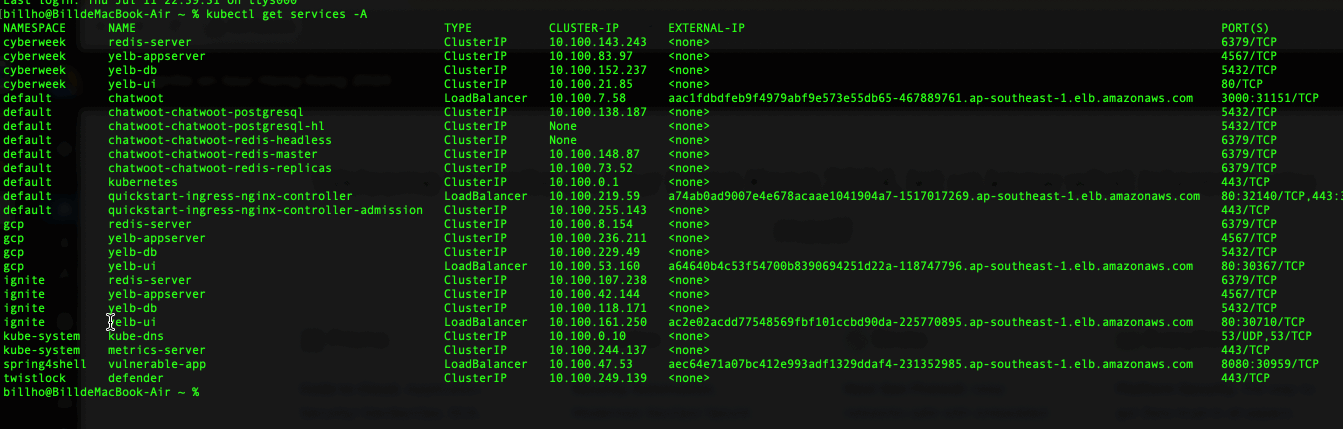 [billho@BilldeMacBook-Air ~ % kubectl get services -A
NAMESPACE NAME TYPE CLUSTER-IP EXTERNAL-IP PORT(S)
cyberweek redis-server ClusterIP 10.100.143.243 <none> 6379/TCP
cyberweek yelb-appserver ClusterIP 10.100.83.97 <none> 4567/TCP
cyberweek yelb-db ClusterIP 10.100.152.237 <none> 5432/TCP
cyberweek yelb-ui ClusterIP 10.100.21.85 <none> 80/TCP
default chatwoot LoadBalancer 10.100.7.58 aac1fdbdfeb9f4979abf9e573e55db65-467889761.ap-southeast-1.elb.amazonaws.com 3000:31151/TCP
default chatwoot-chatwoot-postgresql ClusterIP 10.100.138.187 <none> 5432/TCP
default chatwoot-chatwoot-postgresql-hl ClusterIP None <none> 5432/TCP
default chatwoot-chatwoot-redis-headless ClusterIP None <none> 6379/TCP
default chatwoot-chatwoot-redis-master ClusterIP 10.100.148.87 <none> 6379/TCP
default chatwoot-chatwoot-redis-replicas ClusterIP 10.100.73.52 <none> 6379/TCP
default kubernetes ClusterIP 10.100.0.1 <none> 443/TCP
default quickstart-ingress-nginx-controller LoadBalancer 10.100.219.59 a74ab0ad9007e4e678acaae1041904a7-1517017269.ap-southeast-1.elb.amazonaws.com 80:32140/TCP,443:
default quickstart-ingress-nginx-controller-admission ClusterIP 10.100.255.143 <none> 443/TCP
gcp redis-server ClusterIP 10.100.8.154 <none> 6379/TCP
gcp yelb-appserver ClusterIP 10.100.236.211 <none> 4567/TCP
gcp yelb-db ClusterIP 10.100.229.49 <none> 5432/TCP
gcp yelb-ui LoadBalancer 10.100.53.160 a64640b4c53f54700b8390694251d22a-118747796.ap-southeast-1.elb.amazonaws.com 80:30367/TCP
ignite redis-server ClusterIP 10.100.107.238 <none> 6379/TCP
ignite yelb-appserver ClusterIP 10.100.42.144 <none> 4567/TCP
ignite yelb-db ClusterIP 10.100.118.171 <none> 5432/TCP
ignite yelb-ui LoadBalancer 10.100.161.250 ac2e02acdd77548569fbf101ccbd90da-225770895.ap-southeast-1.elb.amazonaws.com 80:30710/TCP
kube-system kube-dns ClusterIP 10.100.0.10 <none> 53/UDP,53/TCP
kube-system metrics-server ClusterIP 10.100.244.137 <none> 443/TCP
spring4shell vulnerable-app LoadBalancer 10.100.47.53 aec64e71a07bc412e993adf1329ddaf4-231352985.ap-southeast-1.elb.amazonaws.com 8080:30959/TCP
twistlock defender ClusterIP 10.100.249.139 <none> 443/TCP
billho@BilldeMacBook-Air ~ %